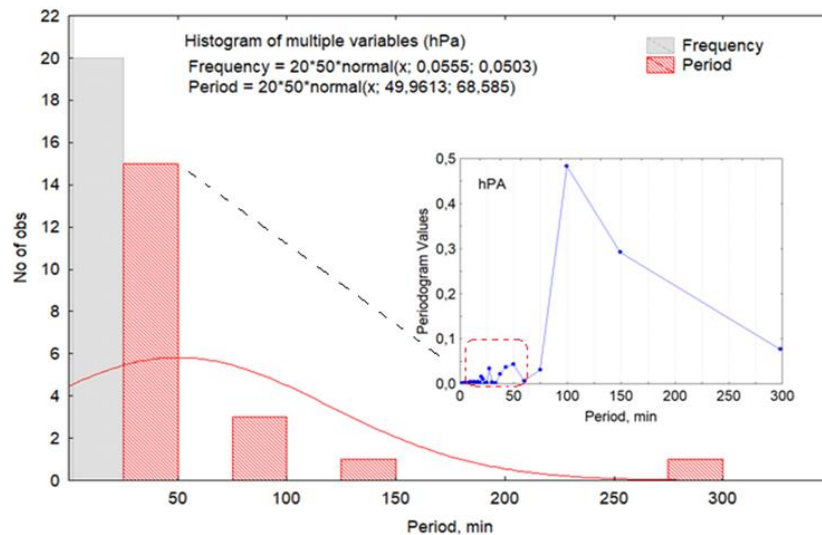 Histogram of multiple variables (hPa)
Frequency = 20*50*normal(x; 0,0555; 0,0503)
Period = 20*50*normal(x; 49,9613; 68,585)
Frequency
Period
No of obs
22
20
18
16
14
12
10
8
6
4
2
0
50 100 150 200 250 300
Period, min
hPA
Periodogram Values
0,5
0,3
0,2
0,1
0,0
0 50 100 150 200 250 300
Period, min